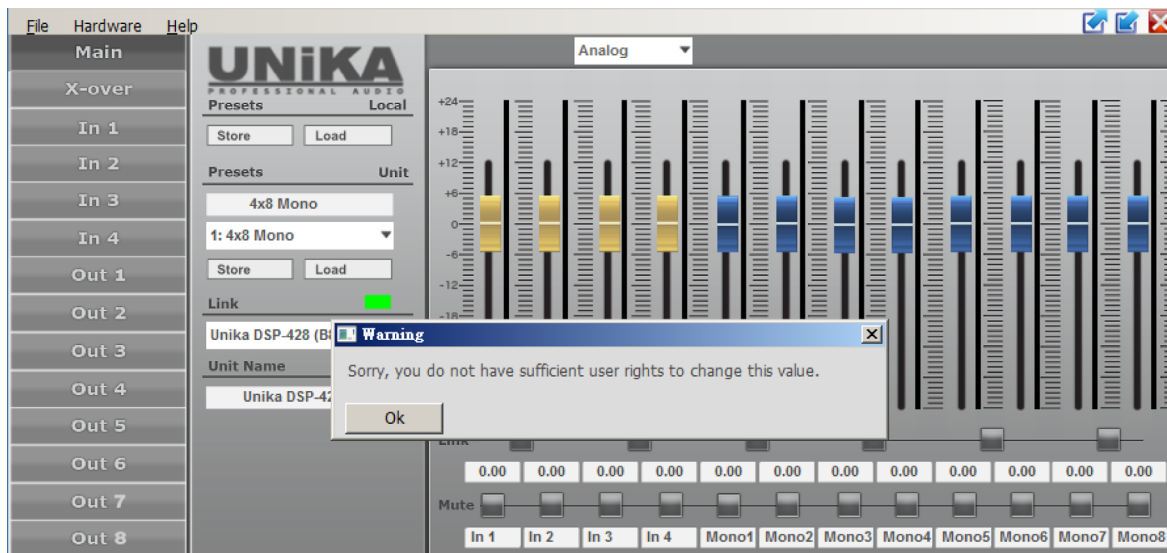 File Hardware Help
Main
X-over
In 1
In 2
In 3
In 4
Out 1
Out 2
Out 3
Out 4
Out 5
Out 6
Out 7
Out 8
UNiKA
PROFESSIONAL AUDIO
Presets Local
Store Load
Presets Unit
4x8 Mono
1: 4x8 Mono
Store Load
Link
Unika DSP-428
Unit Name
Unika
Analog
+24
+18
+12
+6
0
-6
-12
-18
Warning
Sorry, you do not have sufficient user rights to change this value.
Ok
Link
0.00 0.00 0.00 0.00 0.00 0.00 0.00 0.00 0.00 0.00 0.00 0.00
Mute
In 1 In 2 In 3 In 4 Mono1 Mono2 Mono3 Mono4 Mono5 Mono6 Mono7 Mono8